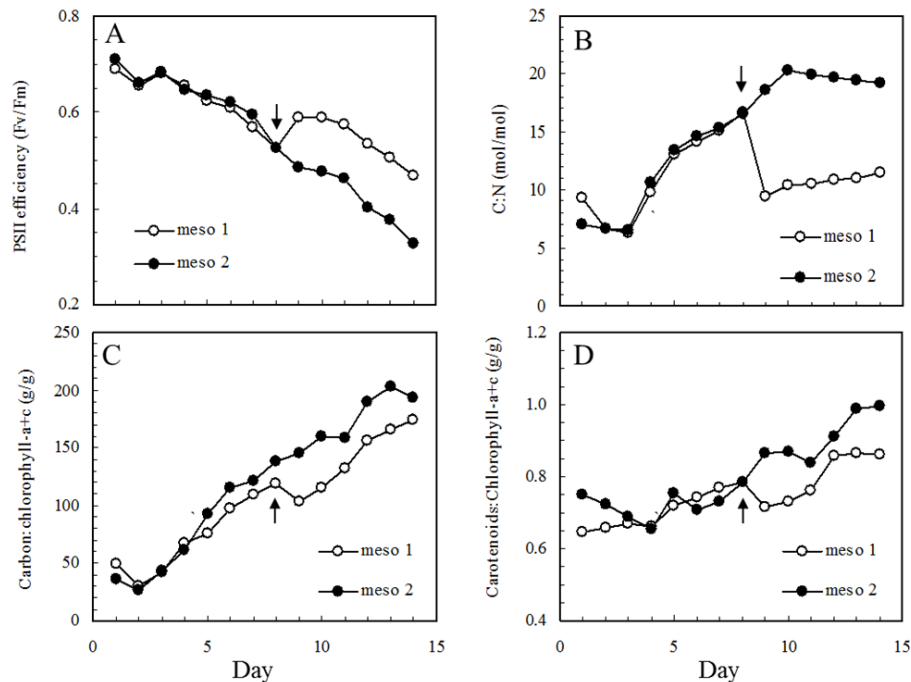 A
PSII efficiency (Fv/Fm)
0.8
0.6
0.4
0.2
meso 1
meso 2
B
C:N (mol/mol)
25
20
15
10
5
0
meso 1
meso 2
C
Carbon: chlorophyll-a+c (g/g)
250
200
150
100
50
0
meso 1
meso 2
0 5 10 15
Day
D
Carotenoids:Chlorophyll-a+c (g/g)
1.2
1.0
0.8
0.6
0.4
meso 1
meso 2
0 5 10 15
Day